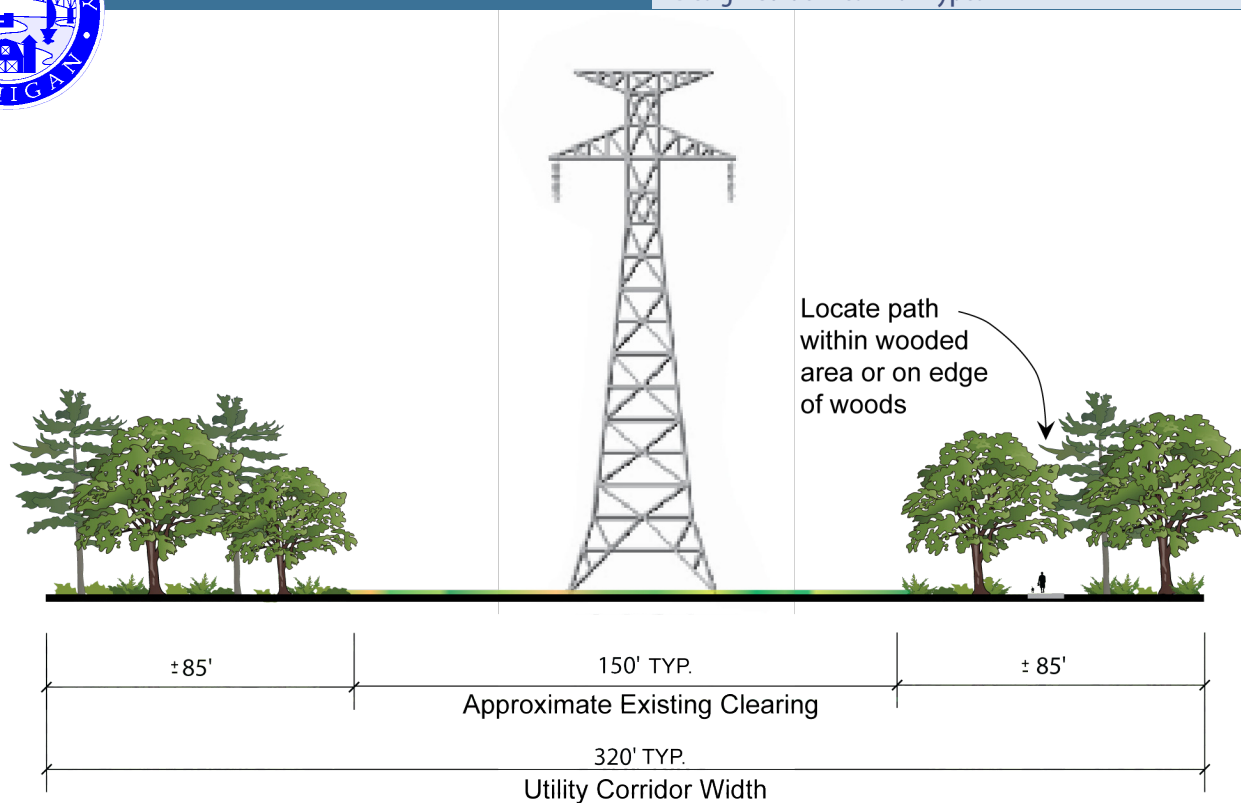 Locate path
within wooded
area or on edge
of woods
±85'
150' TYP.
± 85'
Approximate Existing Clearing
320' TYP.
Utility Corridor Width